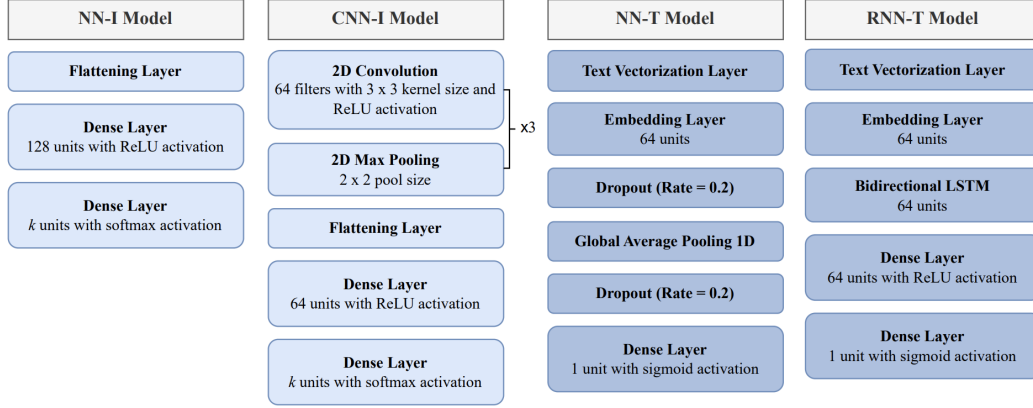 NN-I Model
Flattening Layer
Dense Layer
128 units with ReLU activation
Dense Layer
k units with softmax activation
CNN-I Model
2D Convolution
64 filters with 3 x 3 kernel size and
ReLU activation
2D Max Pooling
2 x 2 pool size
x3
Flattening Layer
Dense Layer
64 units with ReLU activation
Dense Layer
k units with softmax activation
NN-T Model
Text Vectorization Layer
Embedding Layer
64 units
Dropout (Rate = 0.2)
Global Average Pooling 1D
Dropout (Rate = 0.2)
Dense Layer
1 unit with sigmoid activation
RNN-T Model
Text Vectorization Layer
Embedding Layer
64 units
Bidirectional LSTM
64 units
Dense Layer
64 units with ReLU activation
Dense Layer
1 unit with sigmoid activation